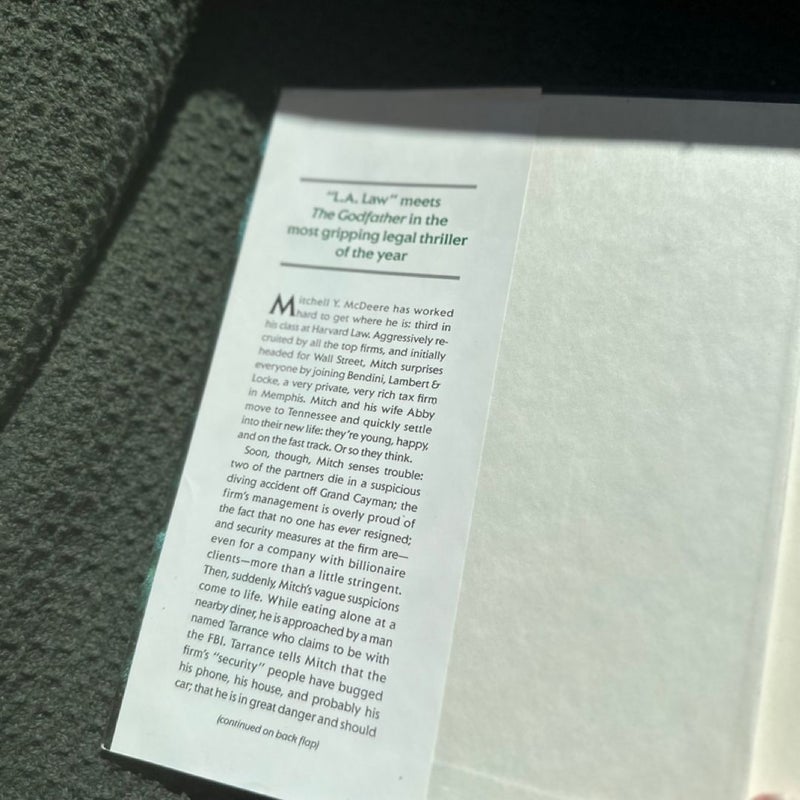 "L.A. Law" meets
The Godfather in the
most gripping legal thriller
of the year
Mitchell Y. McDeere has worked
hard to get where he is: third in
his class at Harvard Law. Aggressively re-
cruited by all the top firms, and initially
headed for Wall Street, Mitch surprises
everyone by joining Bendini, Lambert &
Locke, a very private, very rich tax firm
in Memphis. Mitch and his wife Abby
move to Tennessee and quickly settle
into their new life: they're young, happy,
and on the fast track. Or so they think.
Soon, though, Mitch senses trouble:
two of the partners die in a suspicious
diving accident off Grand Cayman; the
firm's management is overly proud of
the fact that no one has ever resigned;
and security measures at the firm are—
even for a company with billionaire
clients—more than a little stringent.
Then, suddenly, Mitch's vague suspicions
come to life. While eating alone at a
nearby diner, he is approached by a man
named Tarrance who claims to be with
the FBI. Tarrance tells Mitch that the
firm's "security" people have bugged
his phone, his house, and probably his
car; that he is in great danger and should
(continued on back flap)